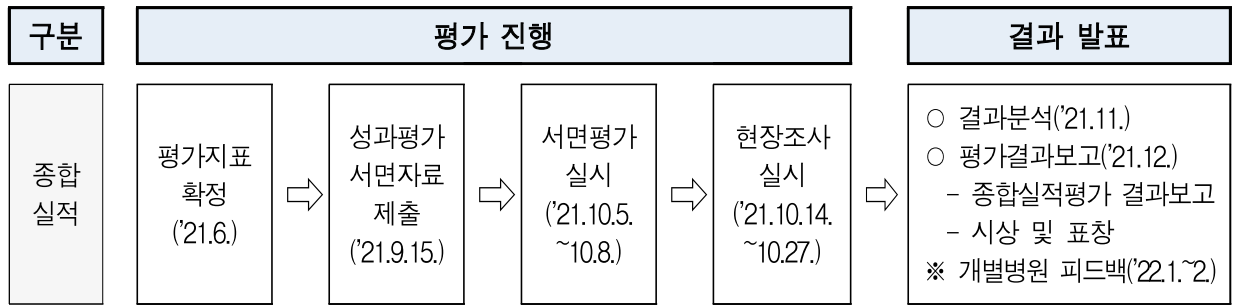 구분
평가 진행
결과 발표
종합
실적
평가지표
확정
('21.6.)
성과평가
서면자료
제출
('21.9.15.)
서면평가
실시
('21.10.5.
~10.8.)
현장조사
실시
('21.10.14.
~10.27.)
○ 결과분석('21.11.)
○ 평가결과보고('21.12.)
- 종합실적평가 결과보고
- 시상 및 표창
※ 개별병원 피드백('22.1.~2.)